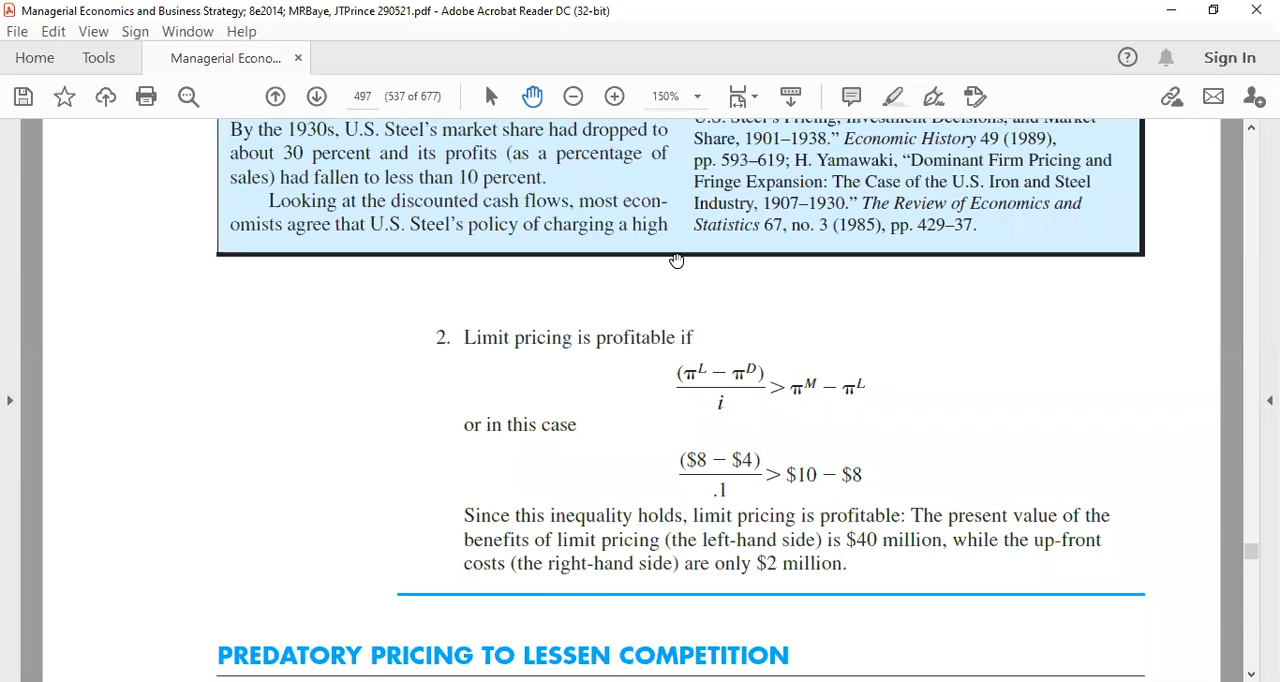 Managerial Economics and Business Strategy; 8e2014; MRBaye, JTPrince 290521.pdf - Adobe Acrobat Reader DC (32-bit)
File Edit View Sign Window Help
Home Tools Managerial Econo... × Sign In
497 (537 of 677) 150%
By the 1930s, U.S. Steel's market share had dropped to
about 30 percent and its profits (as a percentage of
sales) had fallen to less than 10 percent.
Looking at the discounted cash flows, most econ-
omists agree that U.S. Steel's policy of charging a high
U.S. Steel's Pricing, Investment Decisions, and Market
Share, 1901–1938." Economic History 49 (1989),
pp. 593–619; H. Yamawaki, "Dominant Firm Pricing and
Fringe Expansion: The Case of the U.S. Iron and Steel
Industry, 1907–1930." The Review of Economics and
Statistics 67, no. 3 (1985), pp. 429–37.
2. Limit pricing is profitable if
(π^L − π^D)
> π^M − π^L
i
or in this case
($8 − $4)
> $10 − $8
.1
Since this inequality holds, limit pricing is profitable: The present value of the
benefits of limit pricing (the left-hand side) is $40 million, while the up-front
costs (the right-hand side) are only $2 million.
PREDATORY PRICING TO LESSEN COMPETITION